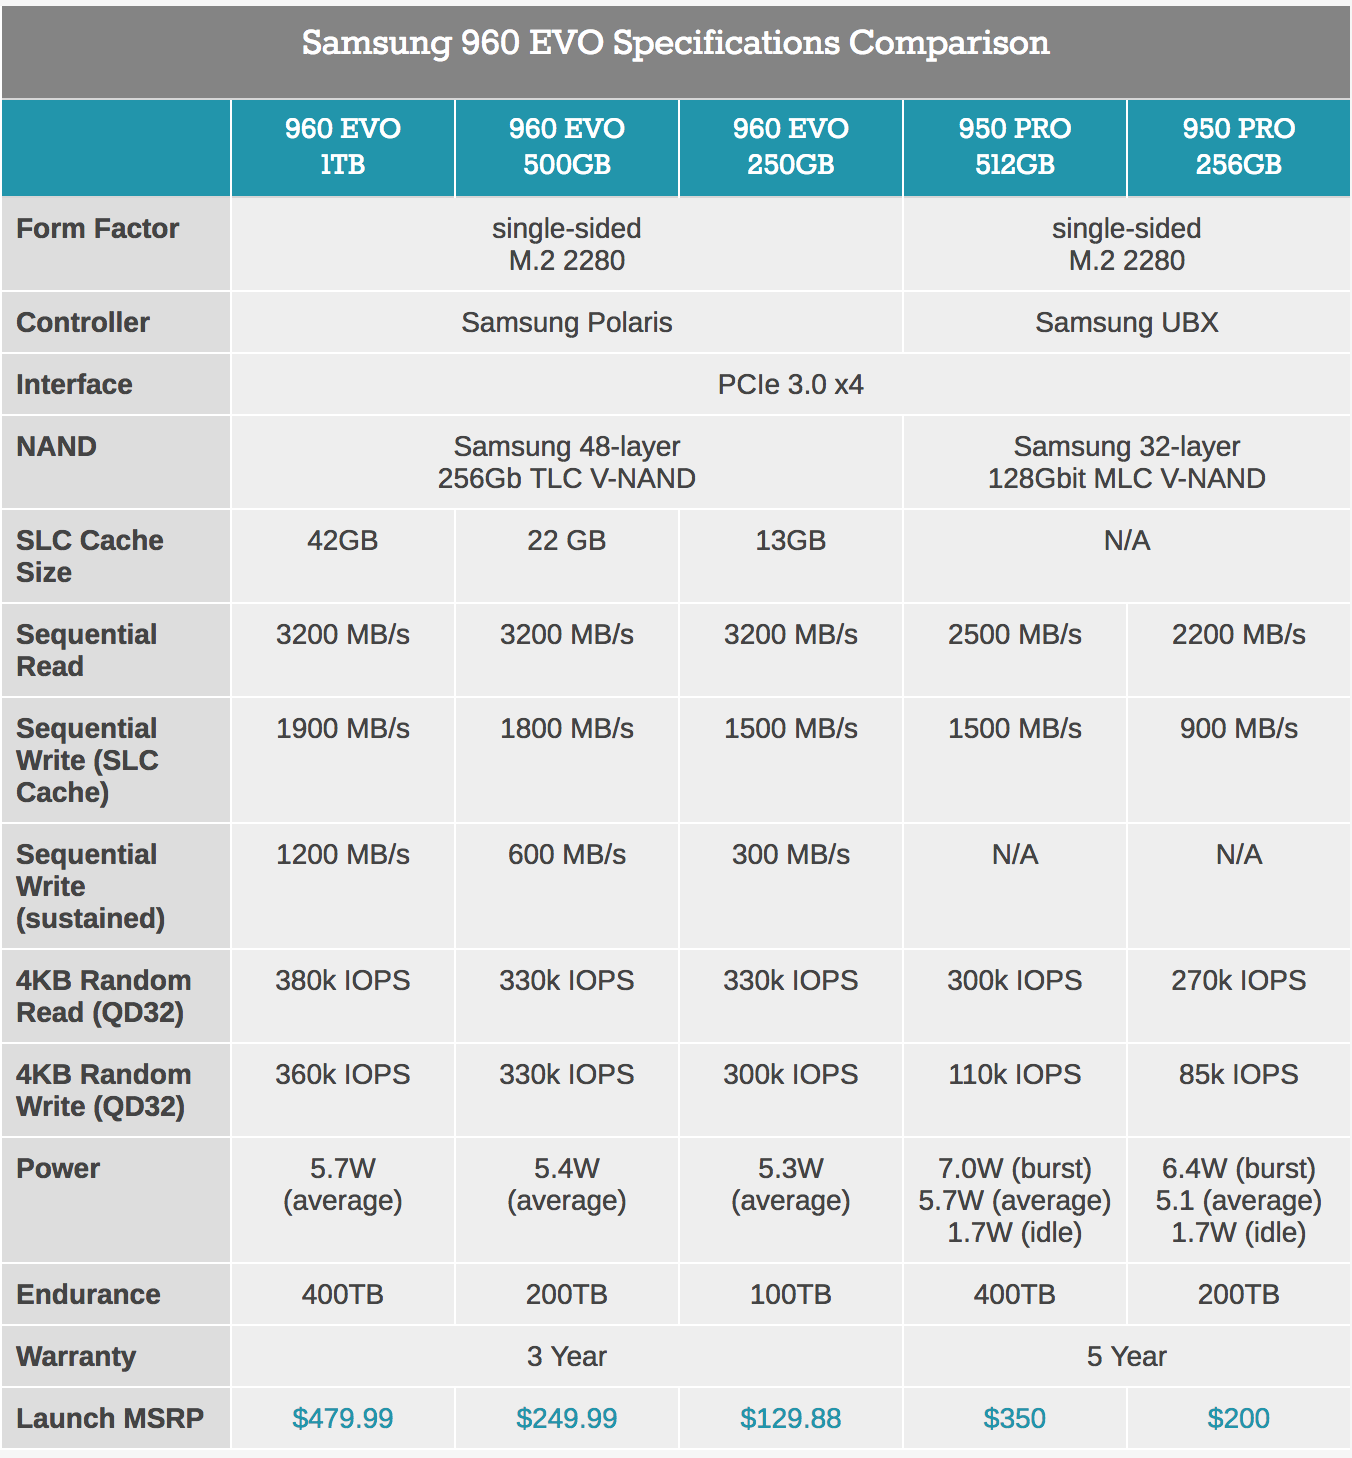 Samsung 960 EVO Specifications Comparison
960 EVO 1TB 960 EVO 500GB 960 EVO 250GB 950 PRO 512GB 950 PRO 256GB
Form Factor single-sided M.2 2280 single-sided M.2 2280
Controller Samsung Polaris Samsung UBX
Interface PCIe 3.0 x4
NAND Samsung 48-layer 256Gb TLC V-NAND Samsung 32-layer 128Gbit MLC V-NAND
SLC Cache Size 42GB 22 GB 13GB N/A
Sequential Read 3200 MB/s 3200 MB/s 3200 MB/s 2500 MB/s 2200 MB/s
Sequential Write (SLC Cache) 1900 MB/s 1800 MB/s 1500 MB/s 1500 MB/s 900 MB/s
Sequential Write (sustained) 1200 MB/s 600 MB/s 300 MB/s N/A N/A
4KB Random Read (QD32) 380k IOPS 330k IOPS 330k IOPS 300k IOPS 270k IOPS
4KB Random Write (QD32) 360k IOPS 330k IOPS 300k IOPS 110k IOPS 85k IOPS
Power 5.7W (average) 5.4W (average) 5.3W (average) 7.0W (burst) 5.7W (average) 1.7W (idle) 6.4W (burst) 5.1 (average) 1.7W (idle)
Endurance 400TB 200TB 100TB 400TB 200TB
Warranty 3 Year 5 Year
Launch MSRP $479.99 $249.99 $129.88 $350 $200